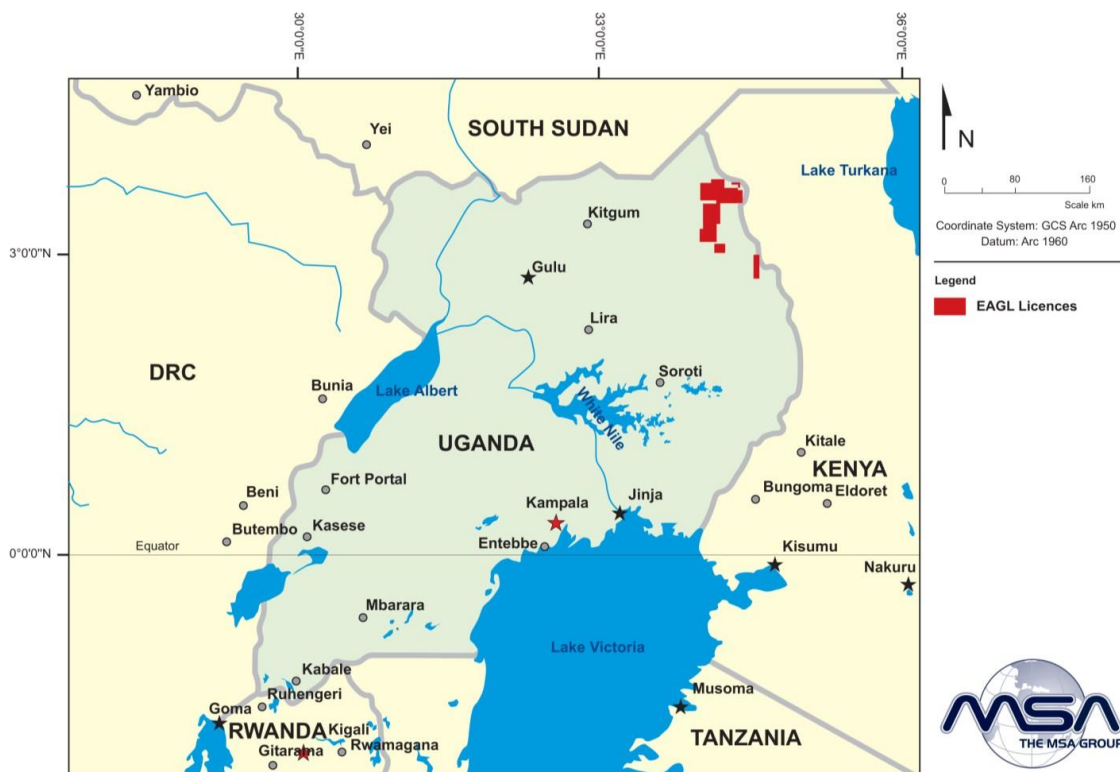 30°0'0"E
33°0'0"E
36°0'0"E
Yambio
Yei
SOUTH SUDAN
Lake Turkana
N
0 80 160
Scale km
Coordinate System: GCS Arc 1950
Datum: Arc 1960
Kitgum
3°0'0"N
Gulu
Legend
EAGL Licences
Lira
DRC
Bunia
Lake Albert
Soroti
White Nile
UGANDA
Kitale
KENYA
Fort Portal
Beni
Kampala
Jinja
Bungoma
Eldoret
Butembo
Kasese
Equator
Entebbe
0°0'0"N
Kisumu
Nakuru
Mbarara
Lake Victoria
Kabale
Ruhengeri
Goma
Musoma
RWANDA
Kigali
TANZANIA
Gitarama
Rwamagana
MSA
THE MSA GROUP